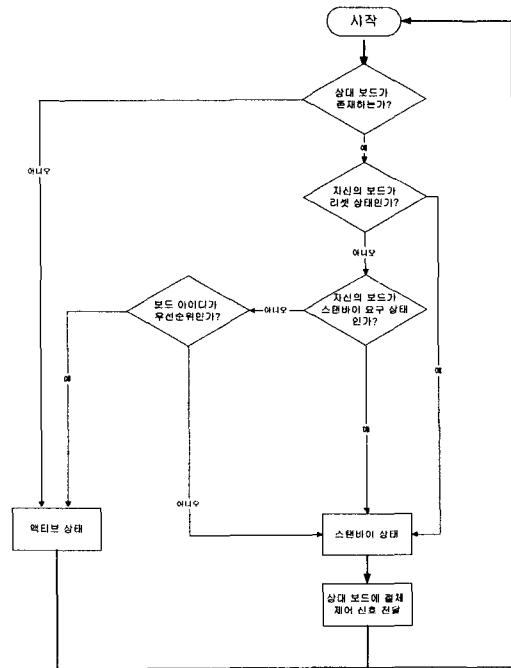 시작
상대 보드가
존재하는가?
예
아니오
자신의 보드가
리셋 상태인가?
아니오
보드 아이디가
우선순위인가?
아니오
자신의 보드가
스탠바이 요구 상태
인가?
예
예
예
아니오
액티브 상태
스탠바이 상태
상대 보드에 절체
제어 신호 전달